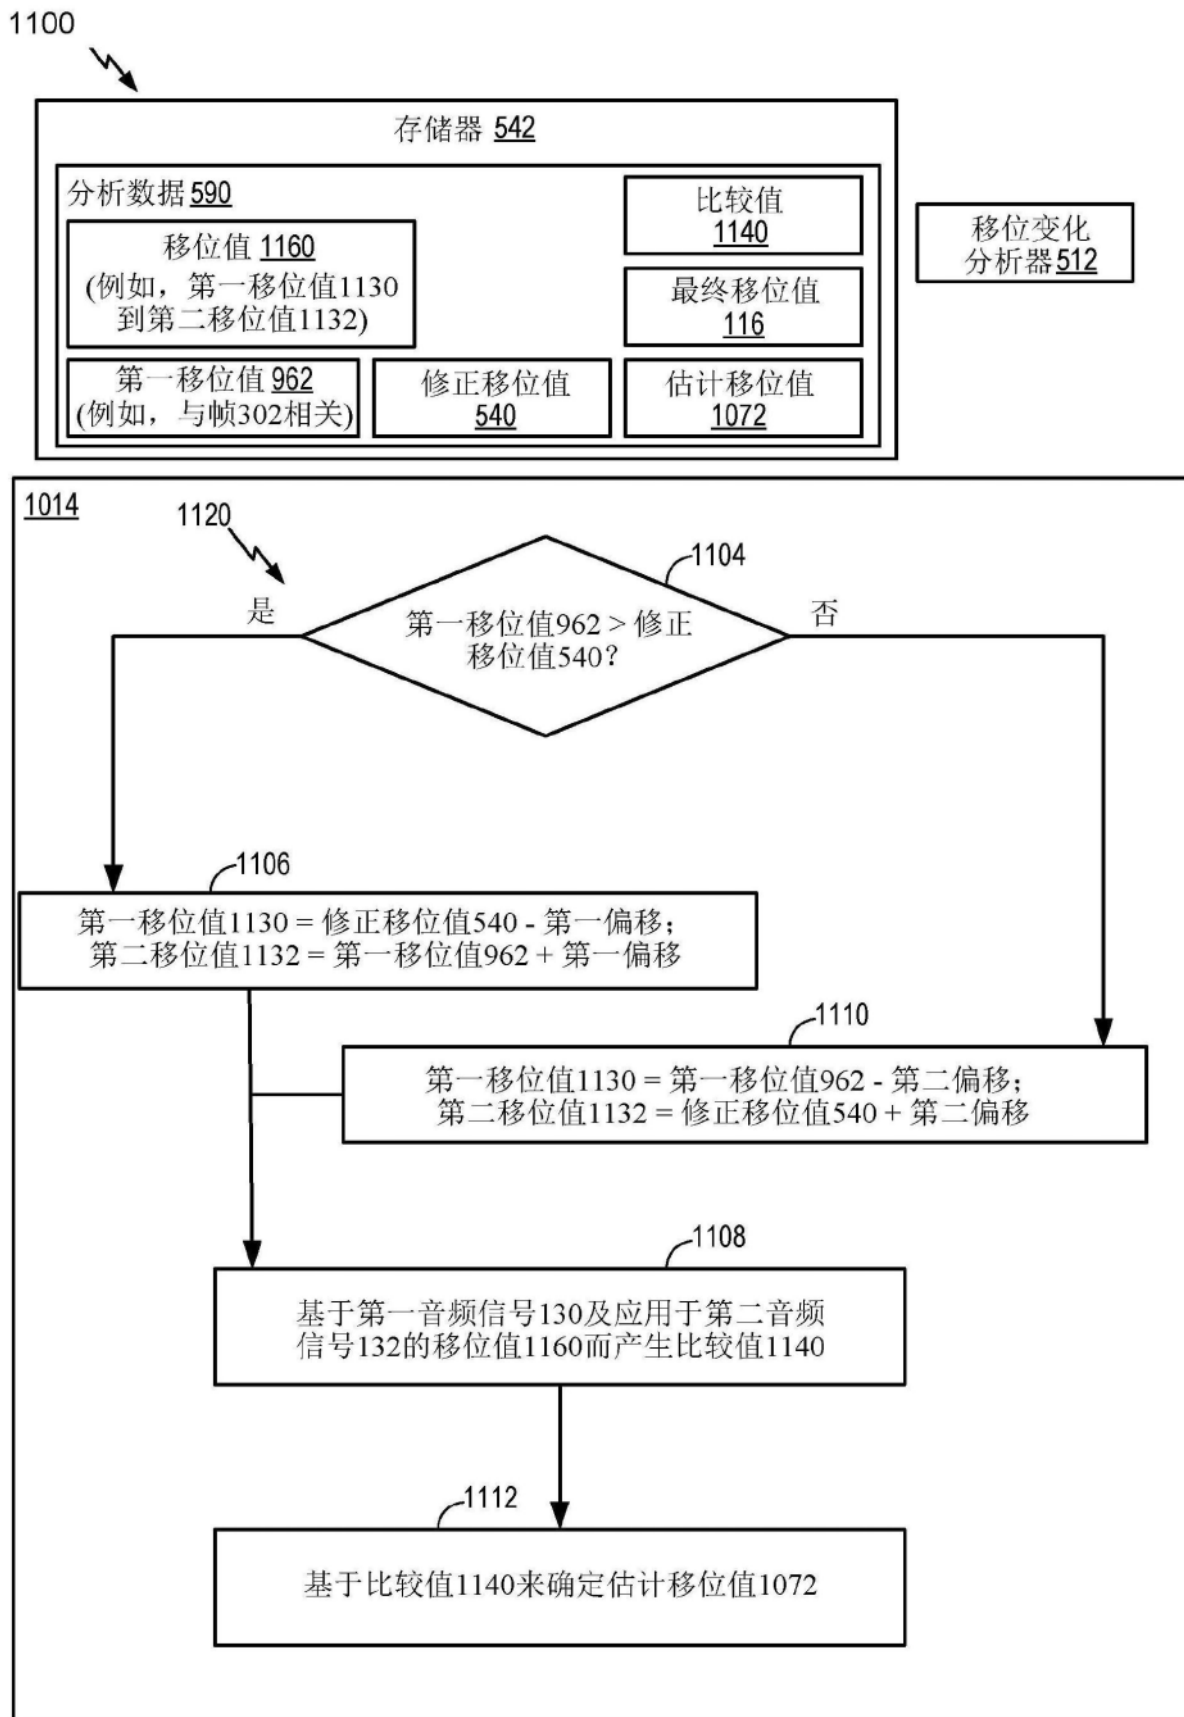 1100
存储器 542
分析数据590
移位值 1160
(例如，第一移位值1130
到第二移位值1132)
比较值
1140
最终移位值
116
移位变化
分析器512
第一移位值 962
(例如，与帧302相关)
修正移位值
540
估计移位值
1072
1014
1120
1104
是
否
第一移位值962 > 修正
移位值540?
1106
第一移位值1130 = 修正移位值540 - 第一偏移;
第二移位值1132 = 第一移位值962 + 第一偏移
1110
第一移位值1130 = 第一移位值962 - 第二偏移;
第二移位值1132 = 修正移位值540 + 第二偏移
1108
基于第一音频信号130及应用于第二音频
信号132的移位值1160而产生比较值1140
1112
基于比较值1140来确定估计移位值1072